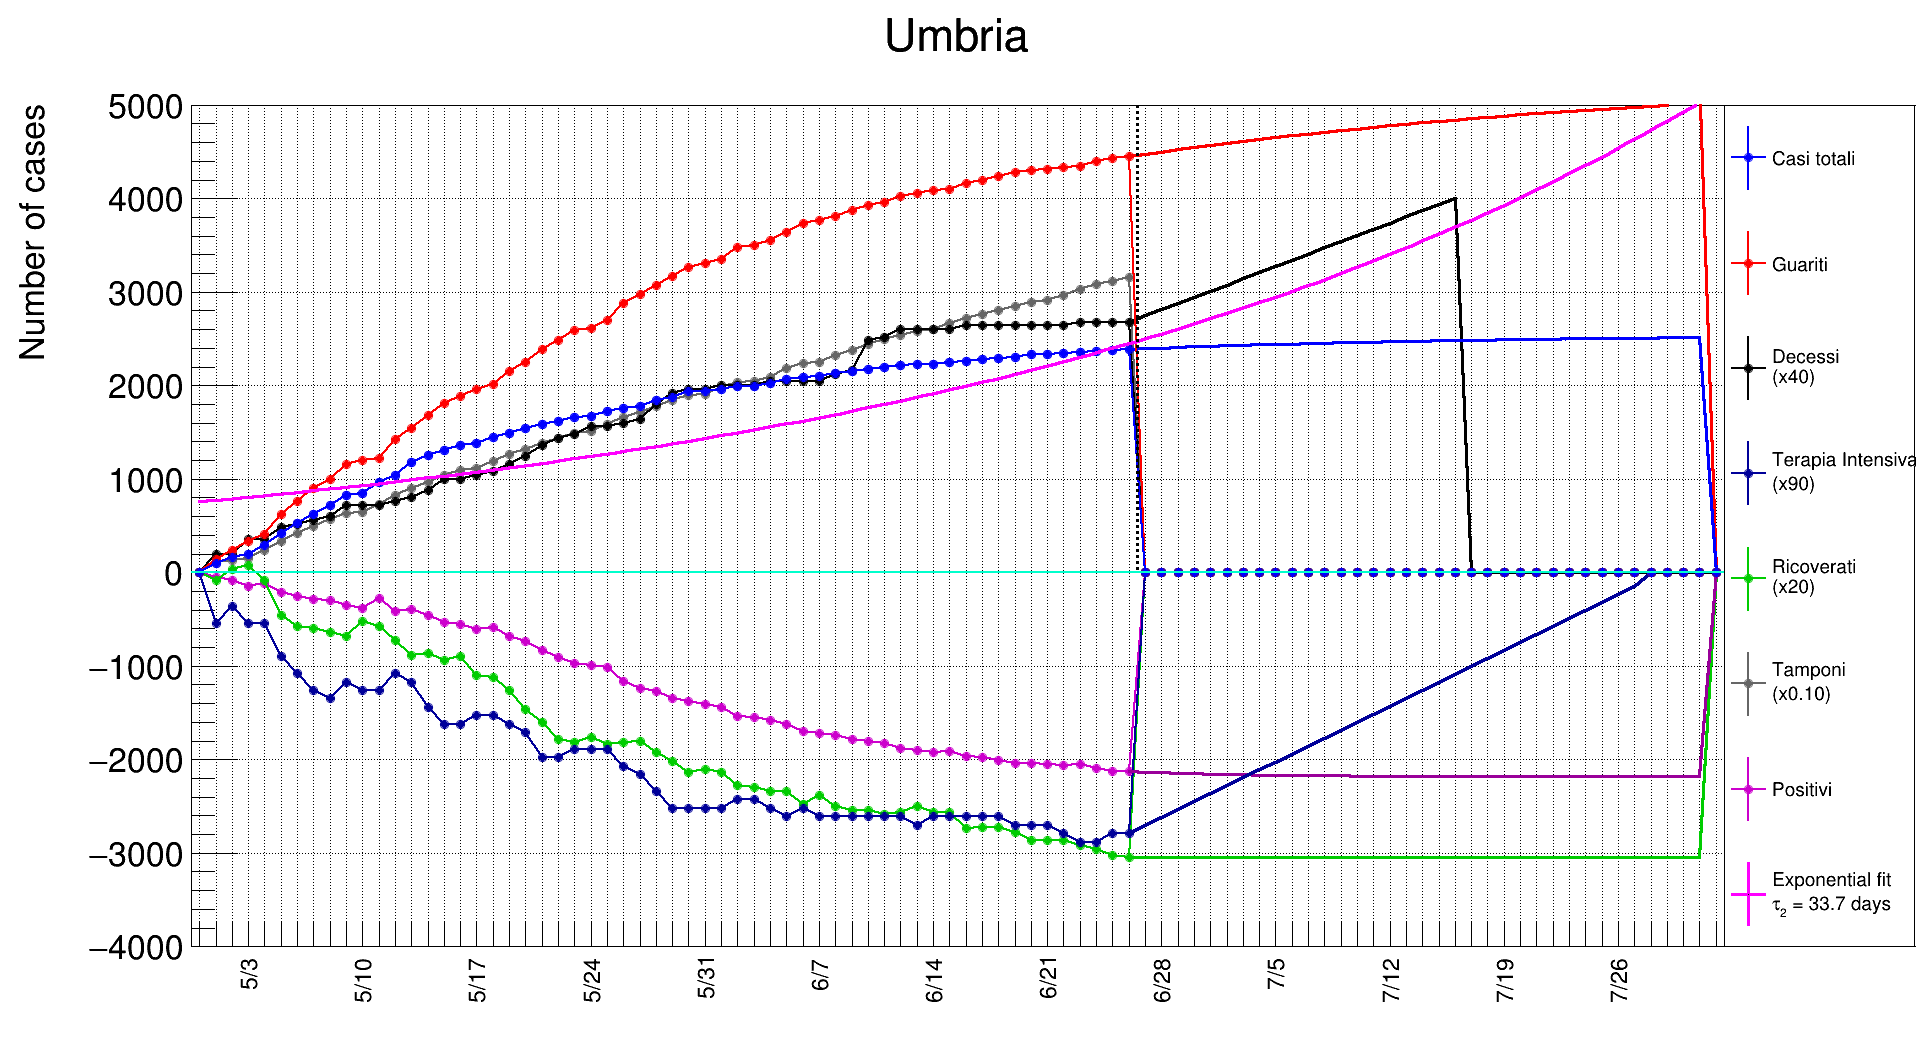 Umbria
Number of cases
5000
4000
3000
2000
1000
0
−1000
−2000
−3000
−4000
5/3
5/10
5/17
5/24
5/31
6/7
6/14
6/21
6/28
7/5
7/12
7/19
7/26
Casi totali
Guariti
Decessi
(x40)
Terapia Intensiva
(x90)
Ricoverati
(x20)
Tamponi
(x0.10)
Positivi
Exponential fit
τ2 = 33.7 days